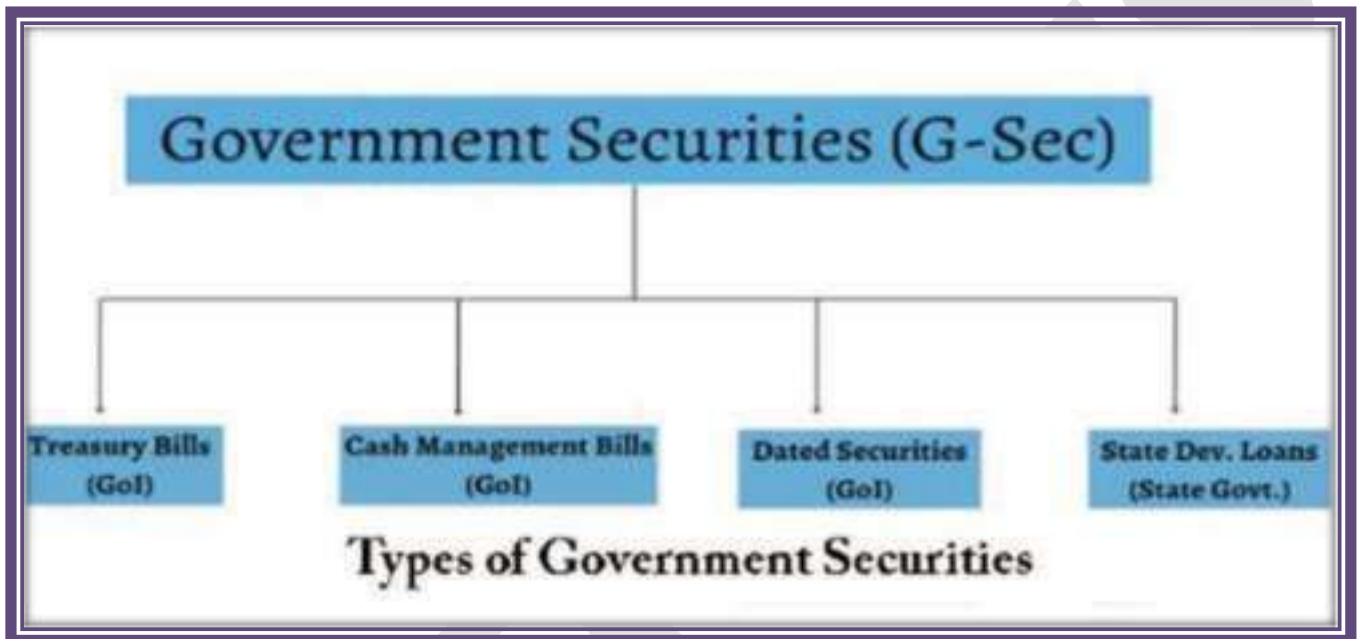 Government Securities (G-Sec)
Treasury Bills
(GoI)
Cash Management Bills
(GoI)
Dated Securities
(GoI)
State Dev. Loans
(State Govt.)
Types of Government Securities